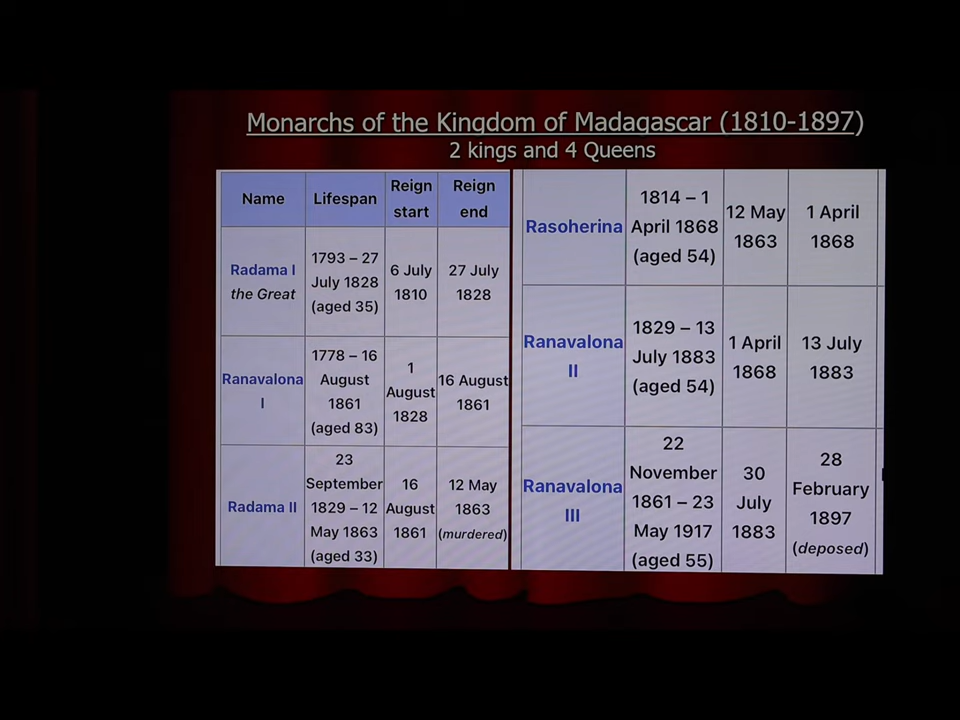 Monarchs of the Kingdom of Madagascar (1810-1897)
2 kings and 4 Queens
Name
Lifespan
Reign
start
Reign
end
Radama I
the Great
1793 – 27
July 1828
(aged 35)
6 July
1810
27 July
1828
Ranavalona
I
1778 – 16
August
1861
(aged 83)
1
August
1828
16 August
1861
Radama II
23
September
1829 – 12
May 1863
(aged 33)
16
August
1861
12 May
1863
(murdered)
Rasoherina
1814 – 1
April 1868
(aged 54)
12 May
1863
1 April
1868
Ranavalona
II
1829 – 13
July 1883
(aged 54)
1 April
1868
13 July
1883
Ranavalona
III
22
November
1861 – 23
May 1917
(aged 55)
30
July
1883
28
February
1897
(deposed)